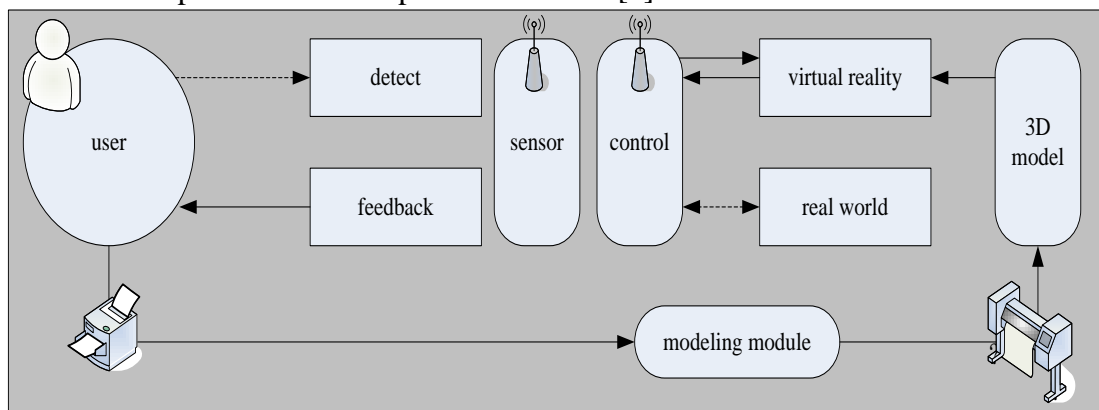 detect
virtual reality
user
sensor
control
3D
model
feedback
real world
modeling module